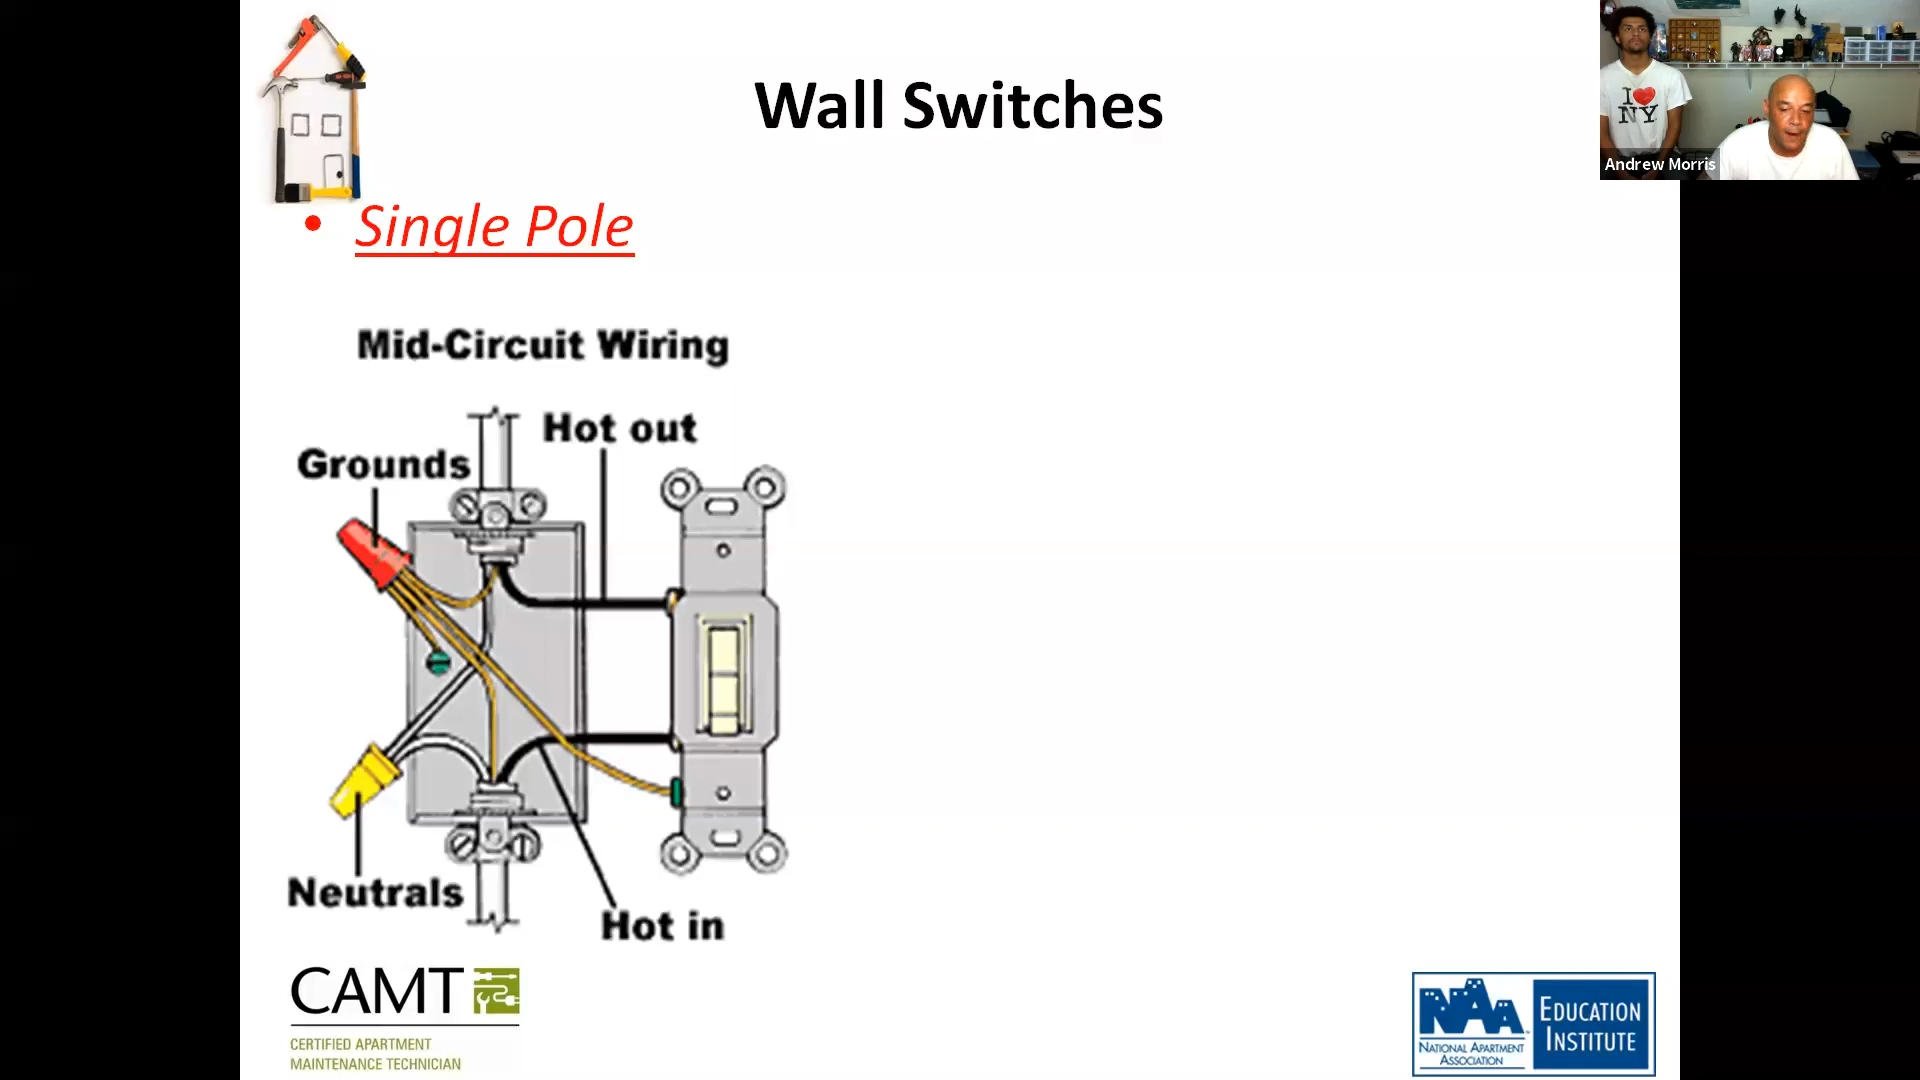 Wall Switches
I ❤ NY
Andrew Morris
• Single Pole
Mid-Circuit Wiring
Hot out
Grounds
Neutrals
Hot in
CAMT
CERTIFIED APARTMENT
MAINTENANCE TECHNICIAN
NAA
NATIONAL APARTMENT
ASSOCIATION
EDUCATION
INSTITUTE